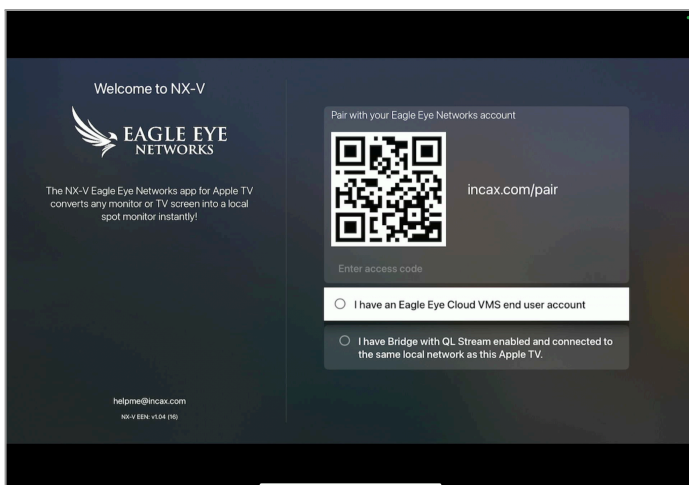 Welcome to NX-V
EAGLE EYE
NETWORKS
The NX-V Eagle Eye Networks app for Apple TV
converts any monitor or TV screen into a local
spot monitor instantly!
helpme@incax.com
NX-V EEN: v1.04 (16)
Pair with your Eagle Eye Networks account
incax.com/pair
Enter access code
I have an Eagle Eye Cloud VMS end user account
I have Bridge with QL Stream enabled and connected to
the same local network as this Apple TV.